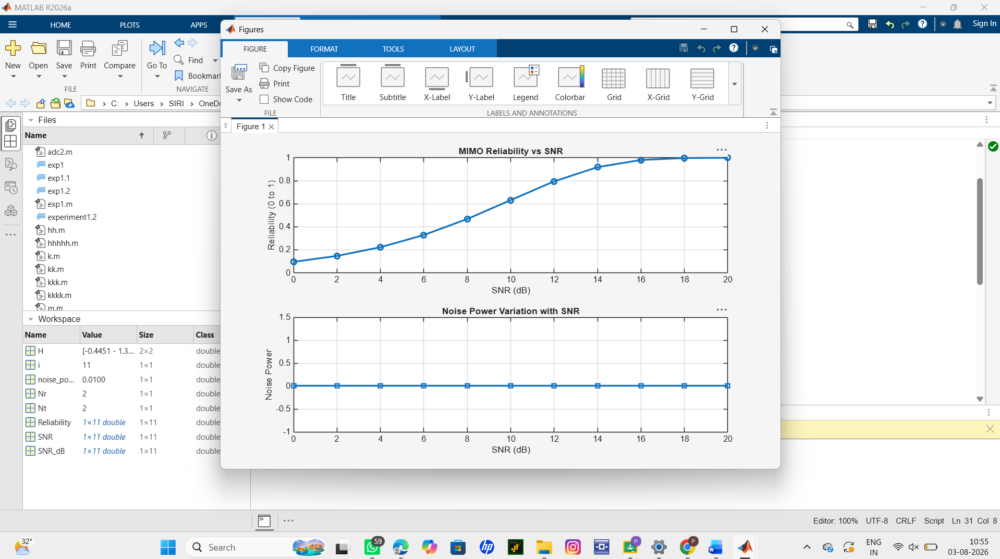 MATLAB R2026a
HOME PLOTS APPS
Sign In
New Open Save Print Compare Go To Find Bookmar
FILE NAVIGATE
C: Users SIRI OneDr
Files
Name
adc2.m
exp1
exp1.1
exp1.2
exp1.m
experiment1.2
hh.m
hhhhh.m
k.m
kk.m
kkk.m
kkkk.m
m.m
Workspace
Name Value Size Class
H [-0.4451 - 1.3... 2×2 double
i 11 1×1 double
noise_po... 0.0100 1×1 double
Nr 2 1×1 double
Nt 2 1×1 double
Reliability 1×11 double 1×11 double
SNR 1×11 double 1×11 double
SNR_dB 1×11 double 1×11 double
Figures
FIGURE FORMAT TOOLS LAYOUT
Save As Copy Figure
Print
Show Code
FILE
Title Subtitle X-Label Y-Label Legend Colorbar Grid X-Grid Y-Grid
LABELS AND ANNOTATIONS
Figure 1
MIMO Reliability vs SNR
Reliability (0 to 1)
1
0.8
0.6
0.4
0.2
0
0 2 4 6 8 10 12 14 16 18 20
SNR (dB)
Noise Power Variation with SNR
Noise Power
1.5
1
0.5
0
-0.5
-1
0 2 4 6 8 10 12 14 16 18 20
SNR (dB)
Editor: 100% UTF-8 CRLF Script Ln 31 Col 8
32°
Search
59
hp
P
P
W
ENG
IN
10:55
03-08-2026